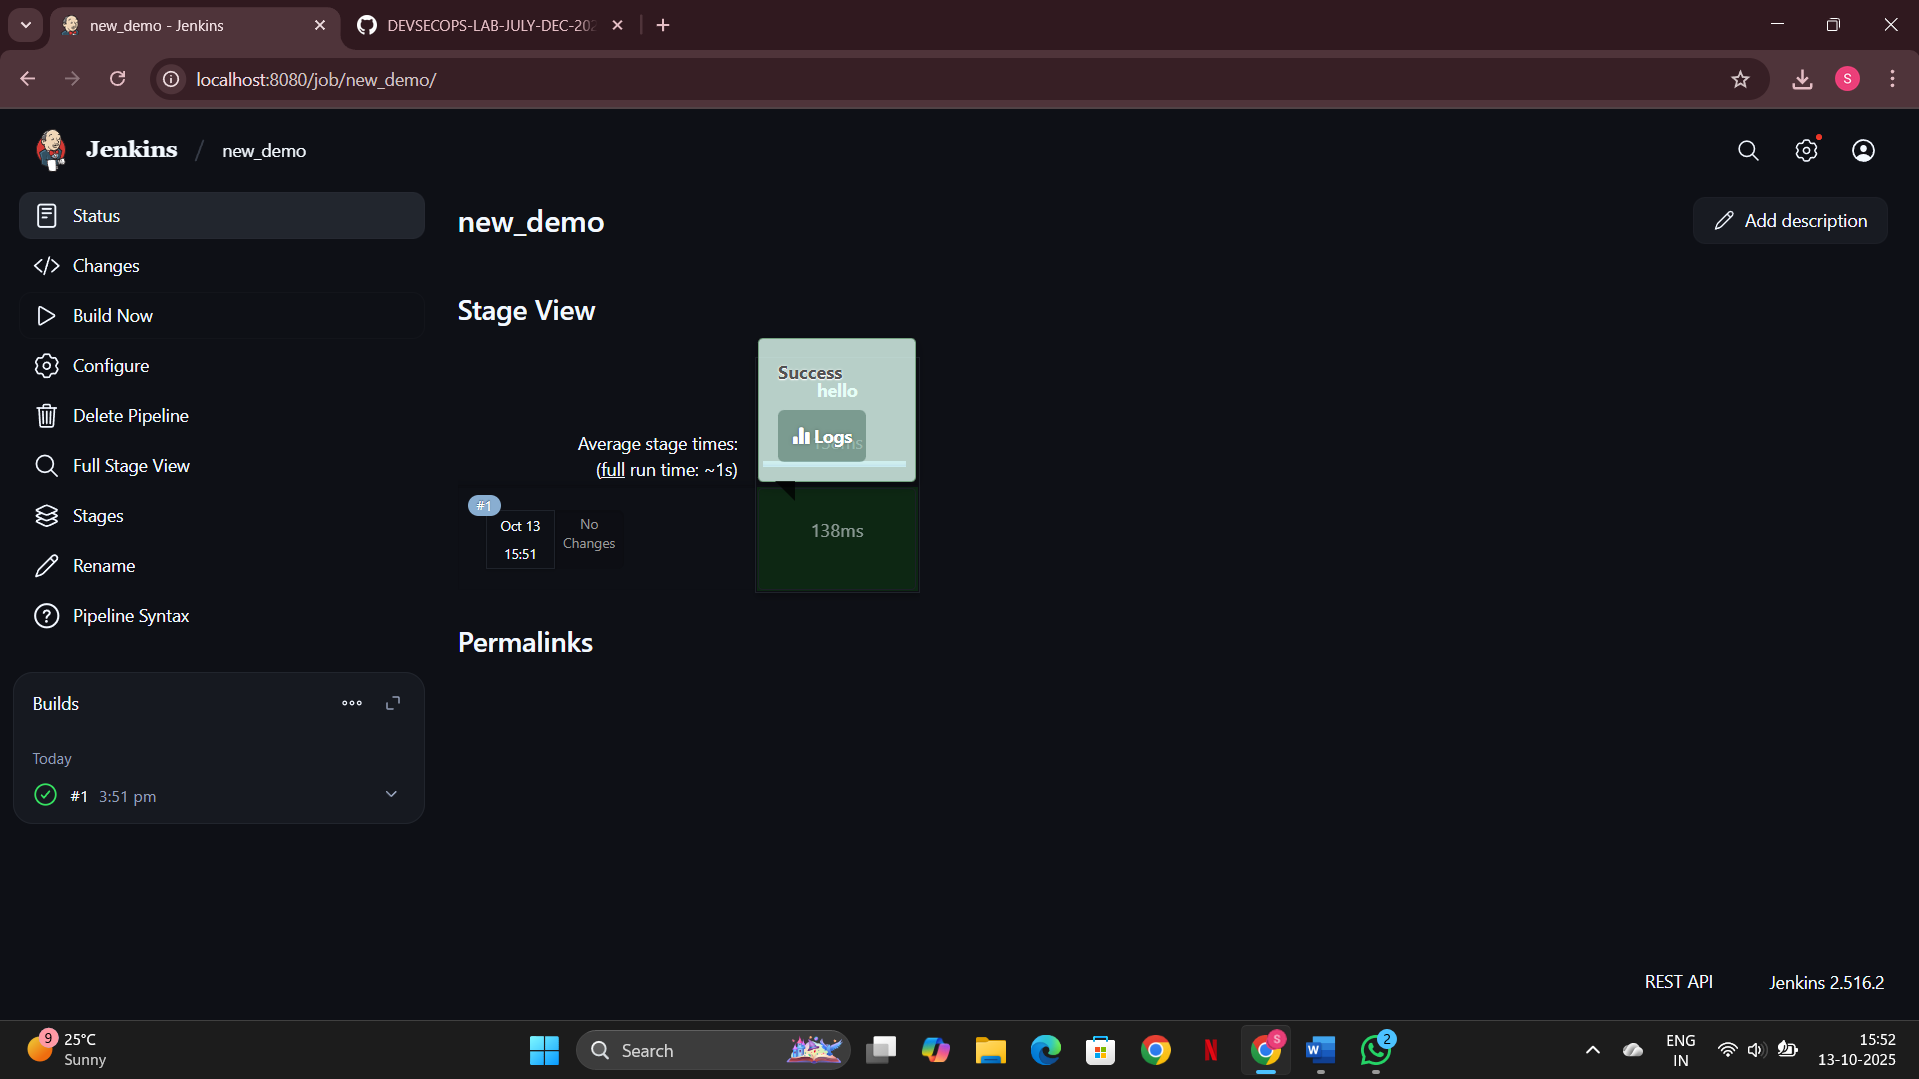 new_demo - Jenkins
DEVSECOPS-LAB-JULY-DEC-202
localhost:8080/job/new_demo/
S
Jenkins / new_demo
Status
Changes
Build Now
Configure
Delete Pipeline
Full Stage View
Stages
Rename
Pipeline Syntax
Builds
Today
#1 3:51 pm
new_demo
Add description
Stage View
Success
hello
Logs
Average stage times:
(full run time: ~1s)
#1
Oct 13
15:51
No
Changes
138ms
Permalinks
REST API
Jenkins 2.516.2
9
25°C
Sunny
Search
S
2
ENG
IN
15:52
13-10-2025